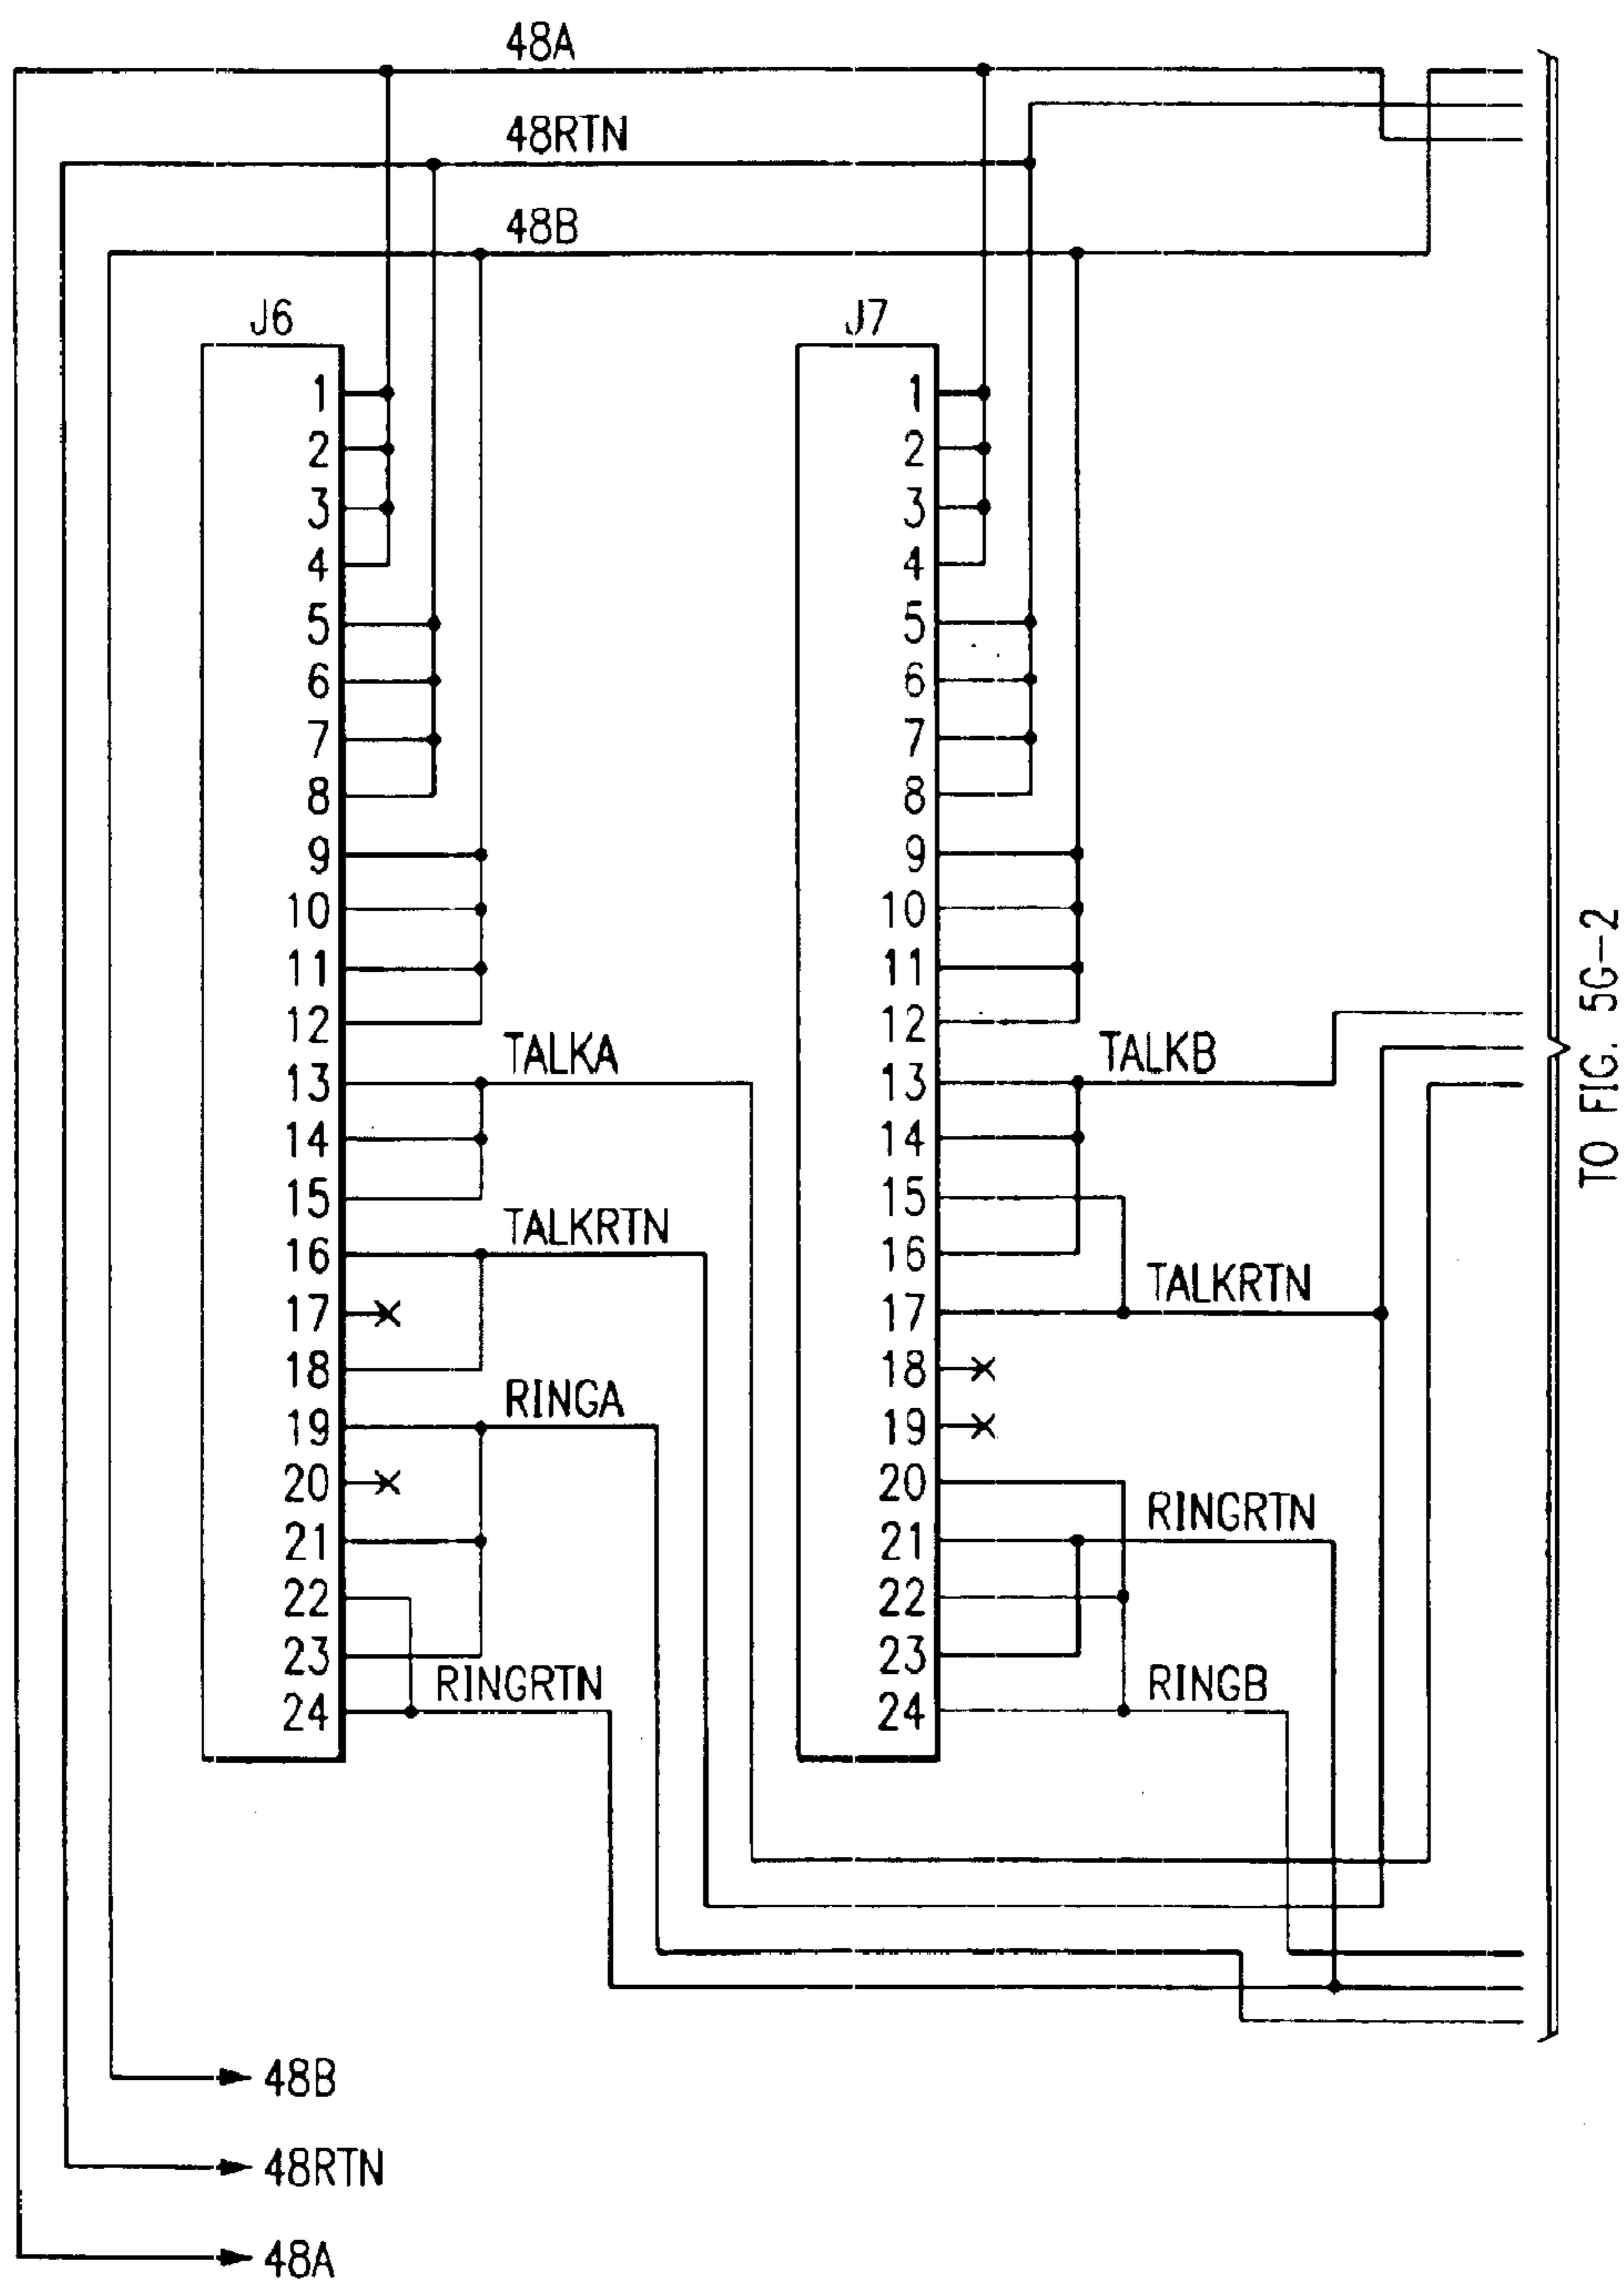 48A
48RTN
48B
J6
1
2
3
4
5
6
7
8
9
10
11
12
13
14
15
16
17
18
19
20
21
22
23
24
TALKA
TALKRTN
RINGA
RINGRTN
J7
1
2
3
4
5
6
7
8
9
10
11
12
13
14
15
16
17
18
19
20
21
22
23
24
TALKB
TALKRTN
RINGRTN
RINGB
TO FIG. 5G-2
48B
48RTN
48A